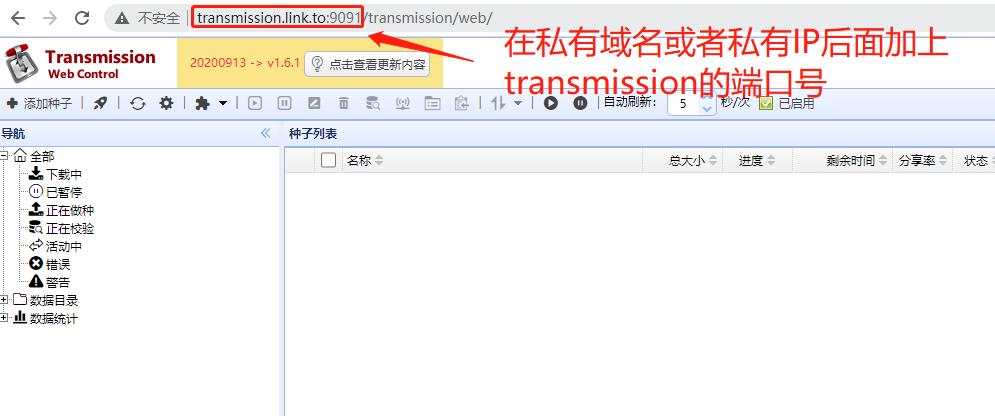 不安全 | transmission.link.to:9091/transmission/web/
在私有域名或者私有IP后面加上
transmission的端口号
Transmission
Web Control
20200913 -> v1.6.1 点击查看更新内容
添加种子 自动刷新: 5 秒/次 已启用
导航
全部
下载中
已暂停
正在做种
正在校验
活动中
错误
警告
数据目录
数据统计
种子列表
名称 总大小 进度 剩余时间 分享率 状态